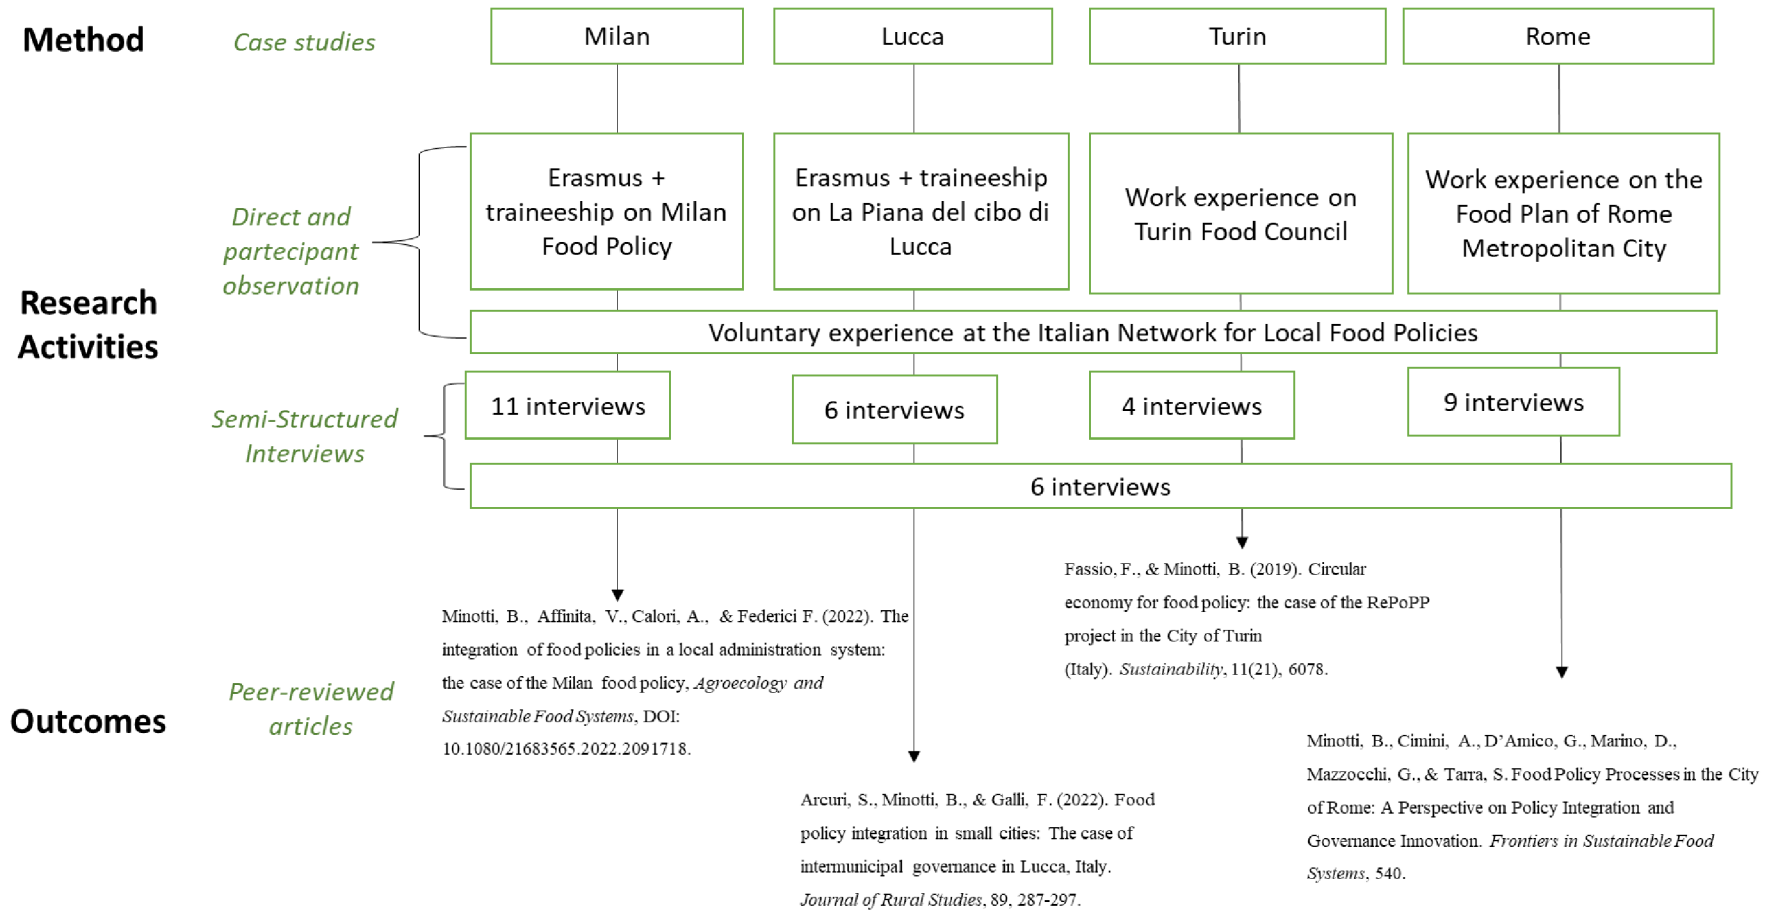 Method
Case studies
Milan
Lucca
Turin
Rome
Research
Activities
Direct and
partecipant
observation
Erasmus +
traineeship on Milan
Food Policy
Erasmus + traineeship
on La Piana del cibo di
Lucca
Work experience on
Turin Food Council
Work experience on the
Food Plan of Rome
Metropolitan City
Voluntary experience at the Italian Network for Local Food Policies
Semi-Structured
Interviews
11 interviews
6 interviews
4 interviews
9 interviews
6 interviews
Outcomes
Peer-reviewed
articles
Minotti, B., Affinita, V., Calori, A., & Federici F. (2022). The
integration of food policies in a local administration system:
the case of the Milan food policy, Agroecology and
Sustainable Food Systems, DOI:
10.1080/21683565.2022.2091718.
Arcuri, S., Minotti, B., & Galli, F. (2022). Food
policy integration in small cities: The case of
intermunicipal governance in Lucca, Italy.
Journal of Rural Studies, 89, 287-297.
Fassio, F., & Minotti, B. (2019). Circular
economy for food policy: the case of the RePoPP
project in the City of Turin
(Italy). Sustainability, 11(21), 6078.
Minotti, B., Cimini, A., D’Amico, G., Marino, D.,
Mazzocchi, G., & Tarra, S. Food Policy Processes in the City
of Rome: A Perspective on Policy Integration and
Governance Innovation. Frontiers in Sustainable Food
Systems, 540.